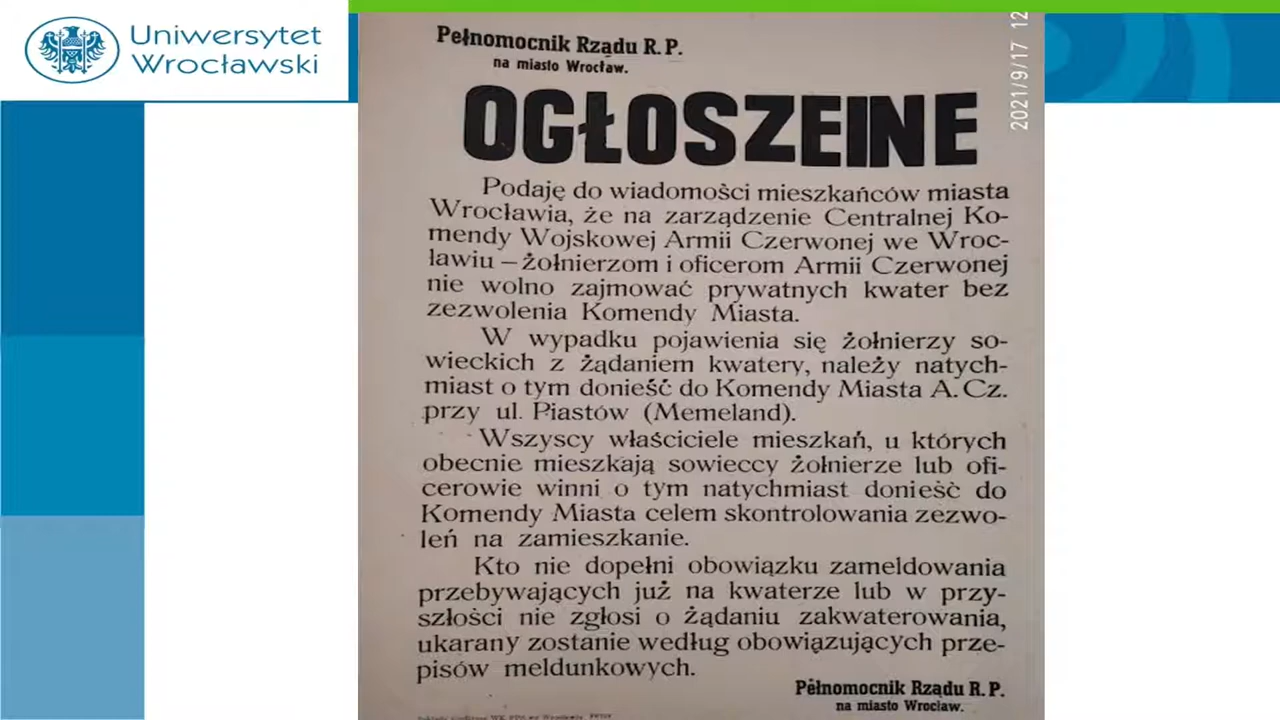 Uniwersytet
Wrocławski
Pełnomocnik Rządu R. P.
na miasto Wrocław.
OGŁOSZEINE
Podaję do wiadomości mieszkańców miasta
Wrocławia, że na zarządzenie Centralnej Ko-
mendy Wojskowej Armii Czerwonej we Wroc-
ławiu – żołnierzom i oficerom Armii Czerwonej
nie wolno zajmować prywatnych kwater bez
zezwolenia Komendy Miasta.
W wypadku pojawienia się żołnierzy so-
wieckich z żądaniem kwatery, należy natych-
miast o tym donieść do Komendy Miasta A. Cz.
przy ul. Piastów (Memeland).
Wszyscy właściciele mieszkań, u których
obecnie mieszkają sowieccy żołnierze lub ofi-
cerowie winni o tym natychmiast donieść do
Komendy Miasta celem skontrolowania zezwo-
leń na zamieszkanie.
Kto nie dopełni obowiązku zameldowania
przebywających już na kwaterze lub w przy-
szłości nie zgłosi o żądaniu zakwaterowania,
ukarany zostanie według obowiązujących prze-
pisów meldunkowych.
Pełnomocnik Rządu R. P.
na miasto Wrocław.
2021/9/17 12